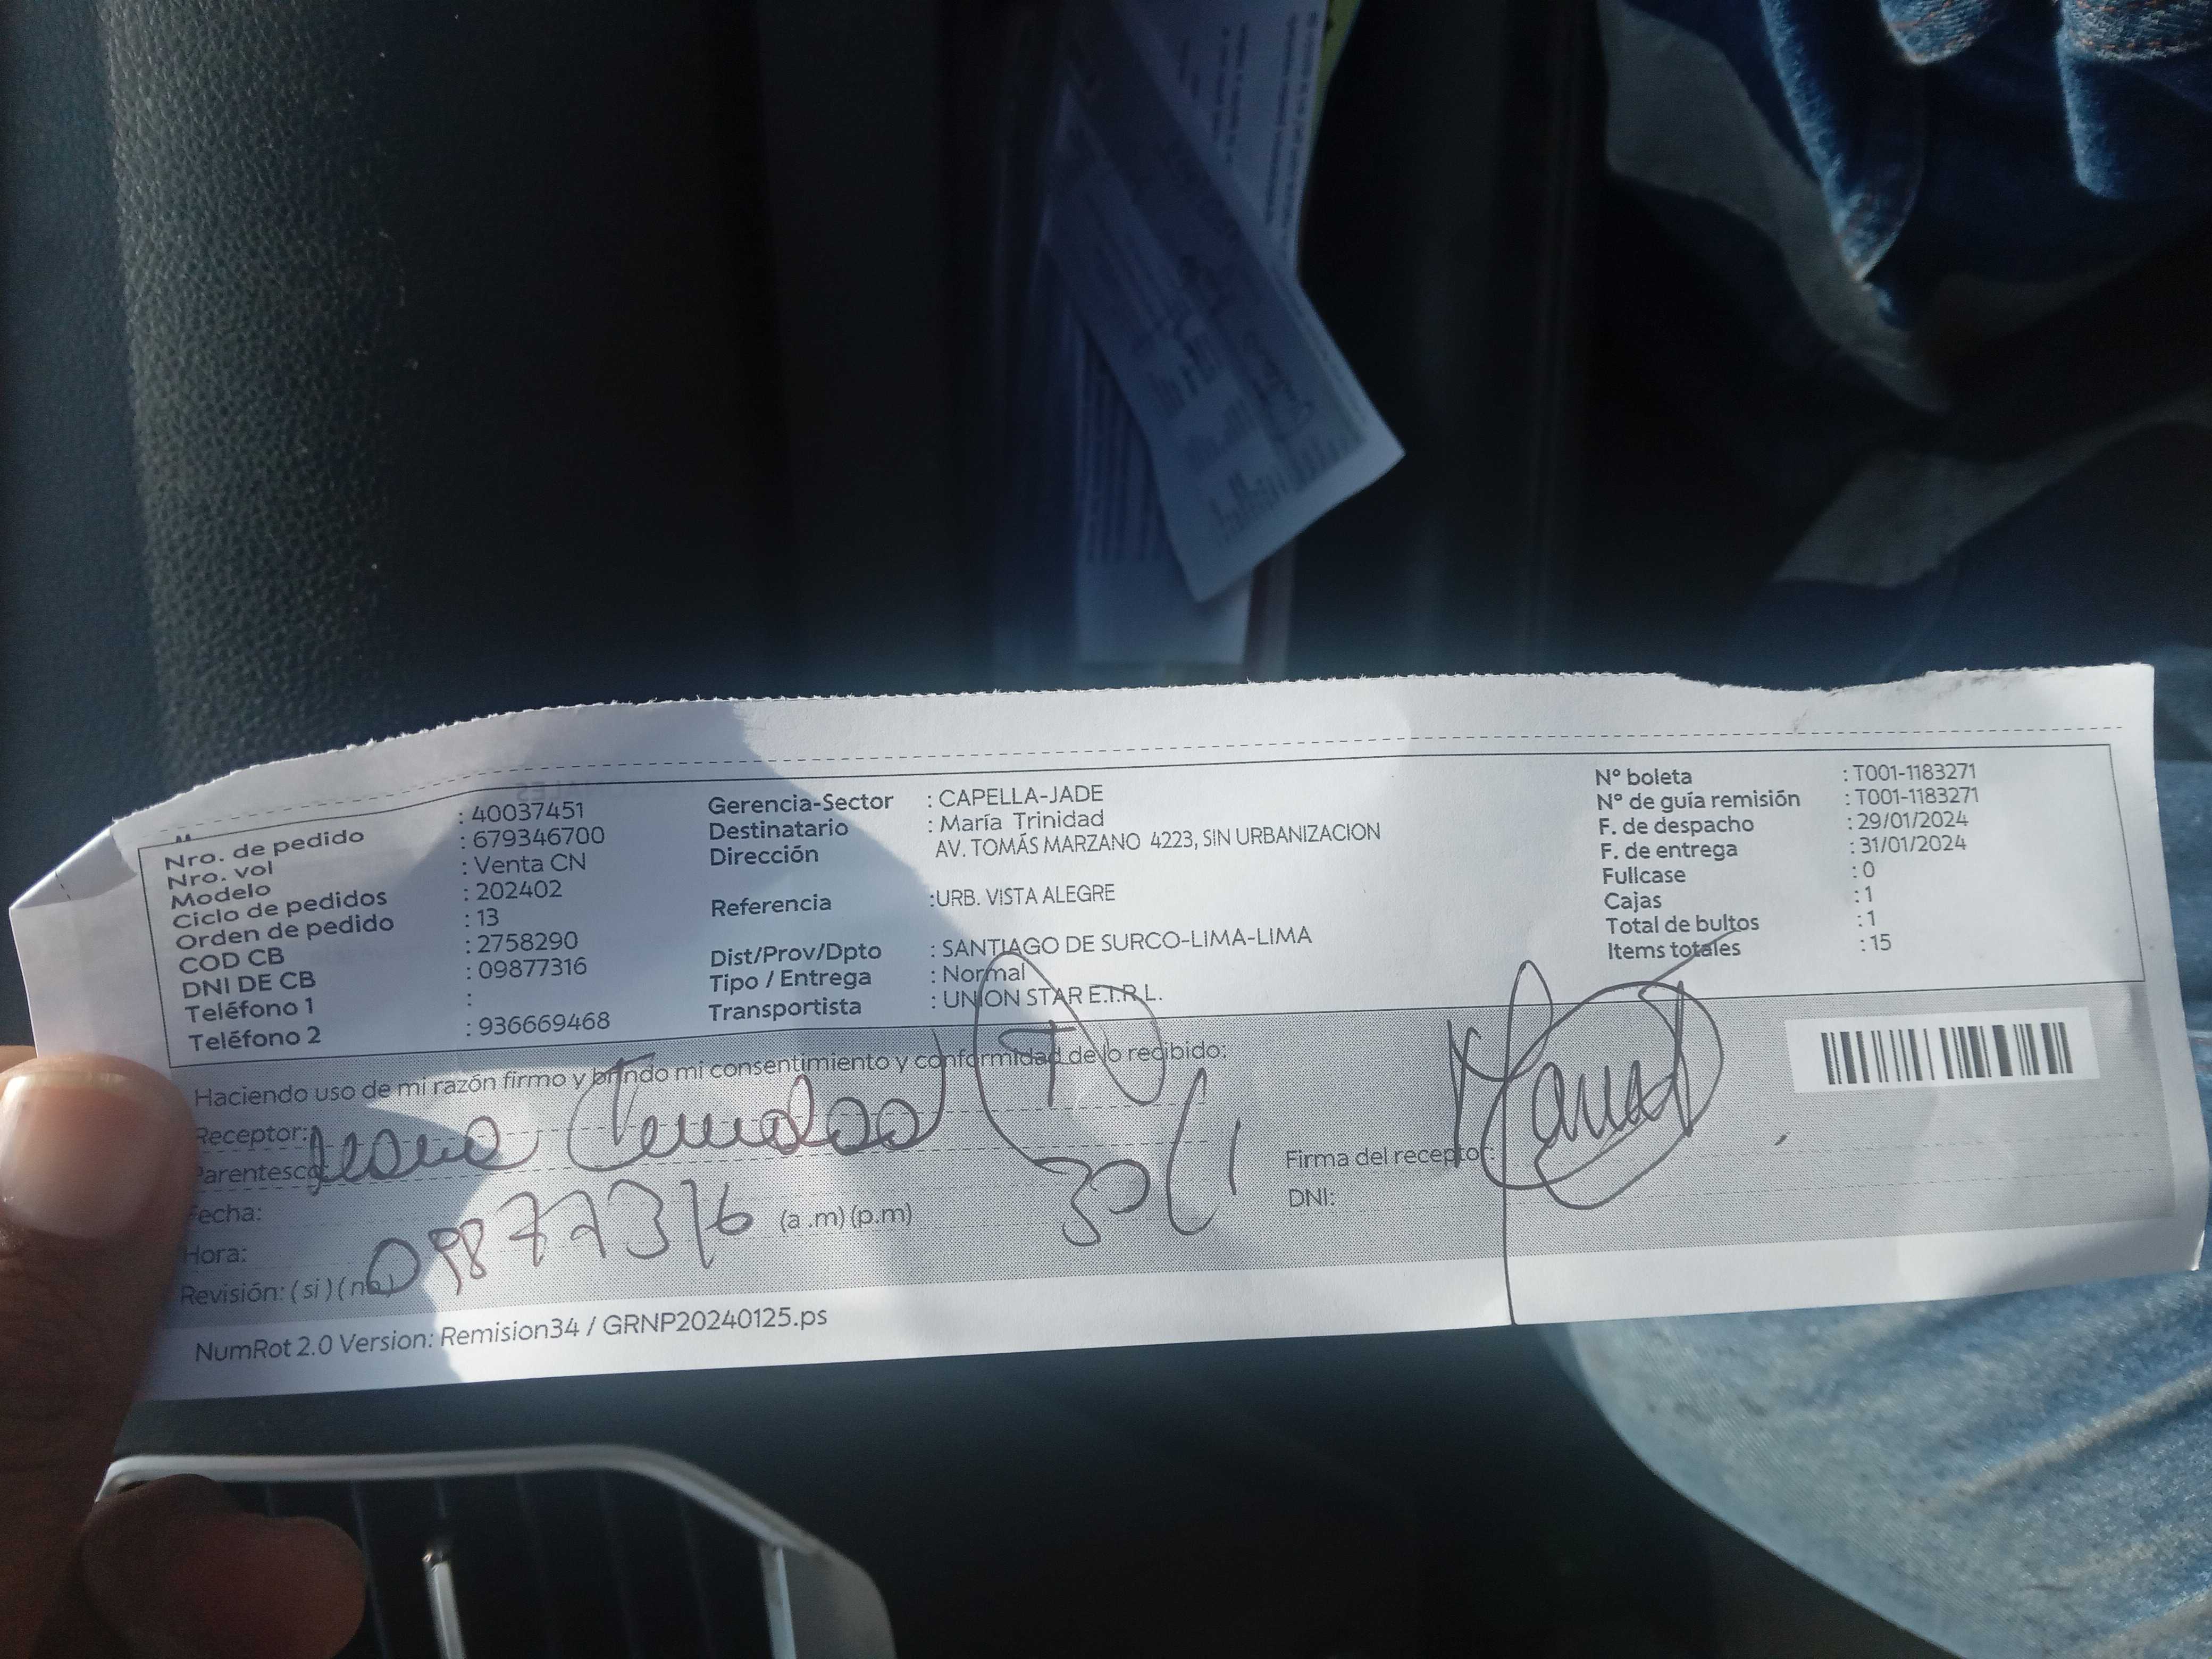 Nro. de pedido : 40037451
Nro. vol : 679346700
Modelo : Venta CN
Ciclo de pedidos : 202402
Orden de pedido : 13
COD CB : 2758290
DNI DE CB : 09877316
Teléfono 1 :
Teléfono 2 : 936669468
Gerencia-Sector : CAPELLA-JADE
Destinatario : María Trinidad
Dirección AV. TOMÁS MARZANO 4223, SIN URBANIZACION
Referencia :URB. VISTA ALEGRE
Dist/Prov/Dpto : SANTIAGO DE SURCO-LIMA-LIMA
Tipo / Entrega : Normal
Transportista : UNION STAR E.I.R.L.
N° boleta : T001-1183271
N° de guía remisión : T001-1183271
F. de despacho : 29/01/2024
F. de entrega : 31/01/2024
Fullcase : 0
Cajas : 1
Total de bultos : 1
Items totales : 15
Haciendo uso de mi razón firmo y brindo mi consentimiento y conformidad de lo recibido:
Receptor:
Parentesco:
Fecha:
30/1
Hora: (a .m) (p.m)
09877316
Revisión: ( si ) ( no )
Firma del receptor:
DNI:
NumRot 2.0 Version: Remision34 / GRNP20240125.ps